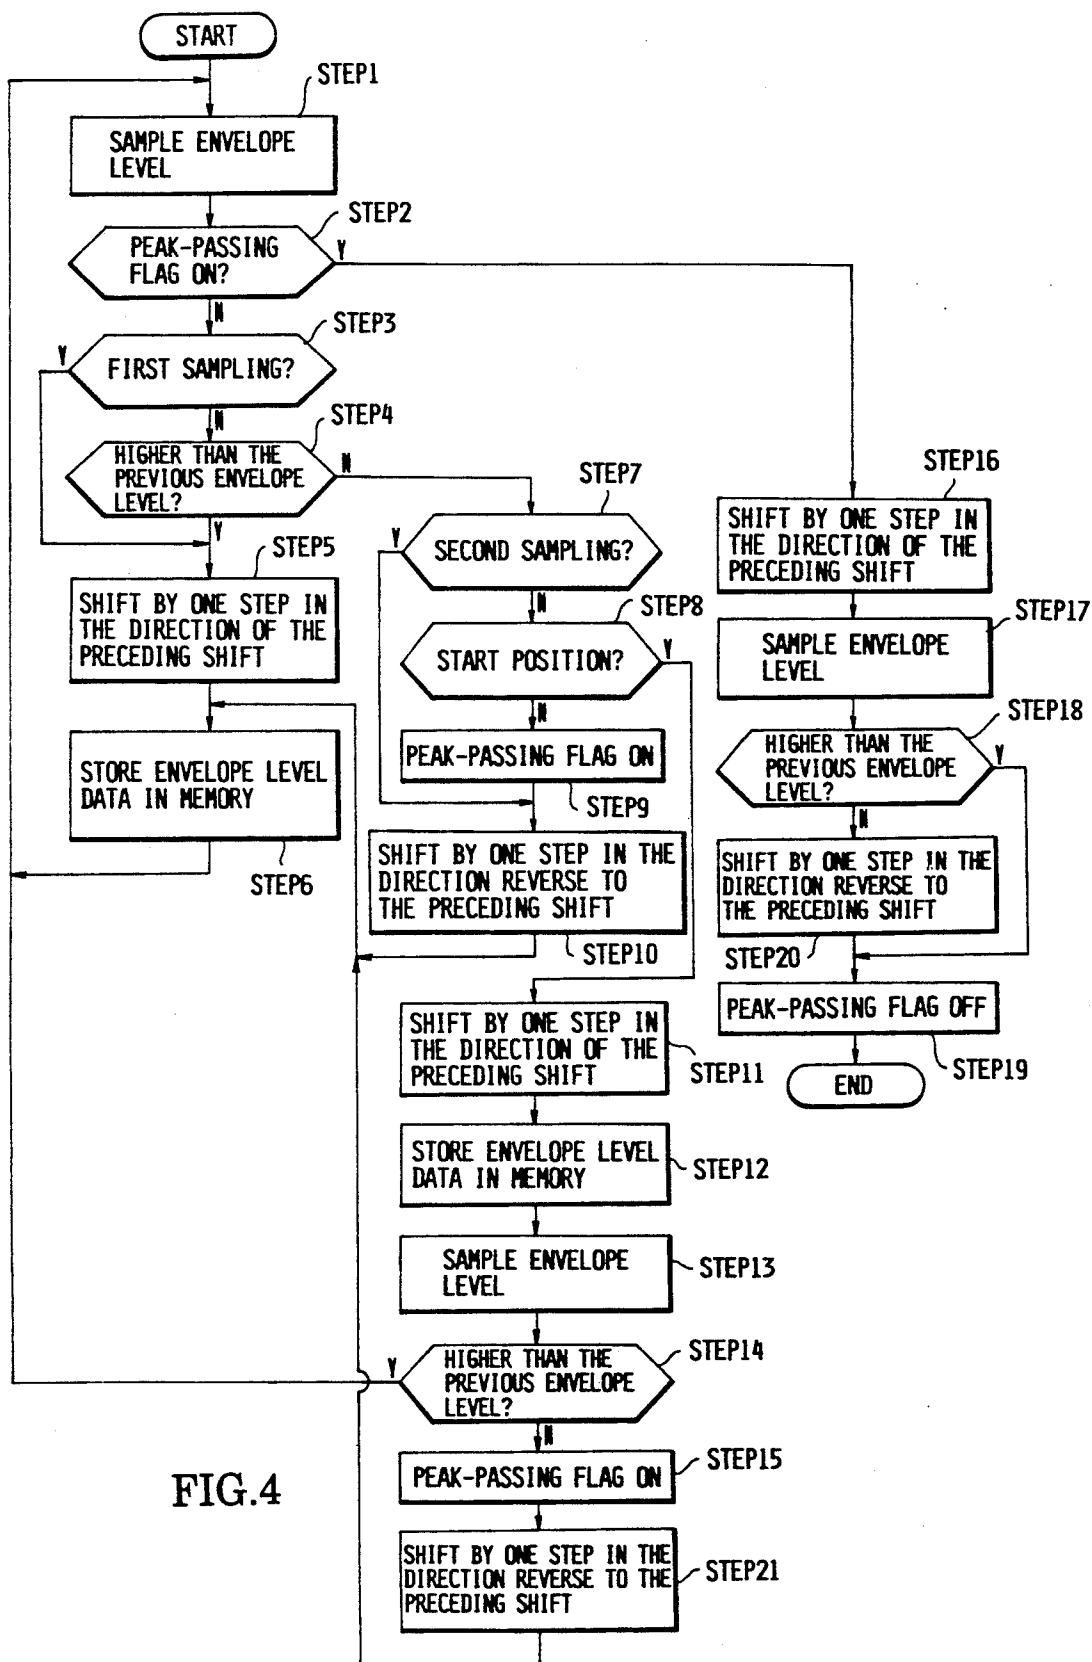 START
STEP1
SAMPLE ENVELOPE
LEVEL
STEP2
PEAK-PASSING
FLAG ON?
Y
N
STEP3
Y
FIRST SAMPLING?
N
STEP4
HIGHER THAN THE
PREVIOUS ENVELOPE
LEVEL?
N
Y
STEP5
SHIFT BY ONE STEP IN
THE DIRECTION OF THE
PRECEDING SHIFT
STORE ENVELOPE LEVEL
DATA IN MEMORY
STEP6
STEP7
Y
SECOND SAMPLING?
N
STEP8
START POSITION?
Y
N
PEAK-PASSING FLAG ON
STEP9
SHIFT BY ONE STEP IN THE
DIRECTION REVERSE TO
THE PRECEDING SHIFT
STEP10
SHIFT BY ONE STEP IN
THE DIRECTION OF THE
PRECEDING SHIFT
STEP11
STORE ENVELOPE LEVEL
DATA IN MEMORY
STEP12
SAMPLE ENVELOPE
LEVEL
STEP13
STEP14
Y
HIGHER THAN THE
PREVIOUS ENVELOPE
LEVEL?
N
PEAK-PASSING FLAG ON
STEP15
SHIFT BY ONE STEP IN THE
DIRECTION REVERSE TO THE
PRECEDING SHIFT
STEP21
STEP16
SHIFT BY ONE STEP IN
THE DIRECTION OF THE
PRECEDING SHIFT
STEP17
SAMPLE ENVELOPE
LEVEL
STEP18
HIGHER THAN THE
PREVIOUS ENVELOPE
LEVEL?
Y
N
SHIFT BY ONE STEP IN THE
DIRECTION REVERSE TO
THE PRECEDING SHIFT
STEP20
PEAK-PASSING FLAG OFF
STEP19
END
FIG.4